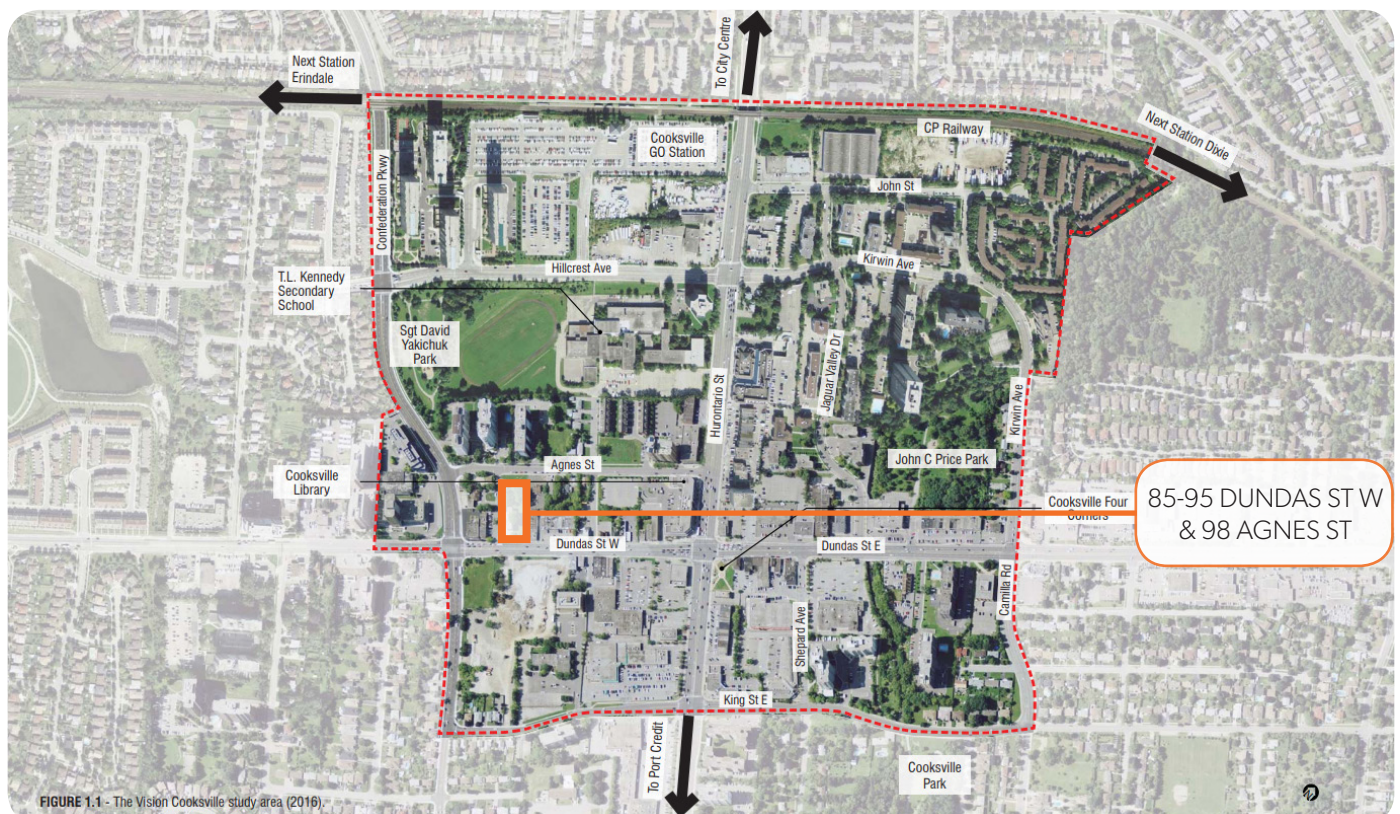 To City Centre
Next Station
Erindale
Next Station Dixie
CP Railway
Cooksville
GO Station
John St
Confederation Pkwy
Kirwin Ave
Hillcrest Ave
T.L. Kennedy
Secondary
School
Sgt David
Yakichuk
Park
Jaguar Valley Dr
Hurontario St
Kirwin Ave
John C Price Park
Agnes St
Cooksville
Library
Cooksville Four
Corners
85-95 DUNDAS ST W
& 98 AGNES ST
Dundas St W
Dundas St E
Camilla Rd
Shepard Ave
King St E
To Port Credit
Cooksville
Park
FIGURE 1.1 - The Vision Cooksville study area (2016).